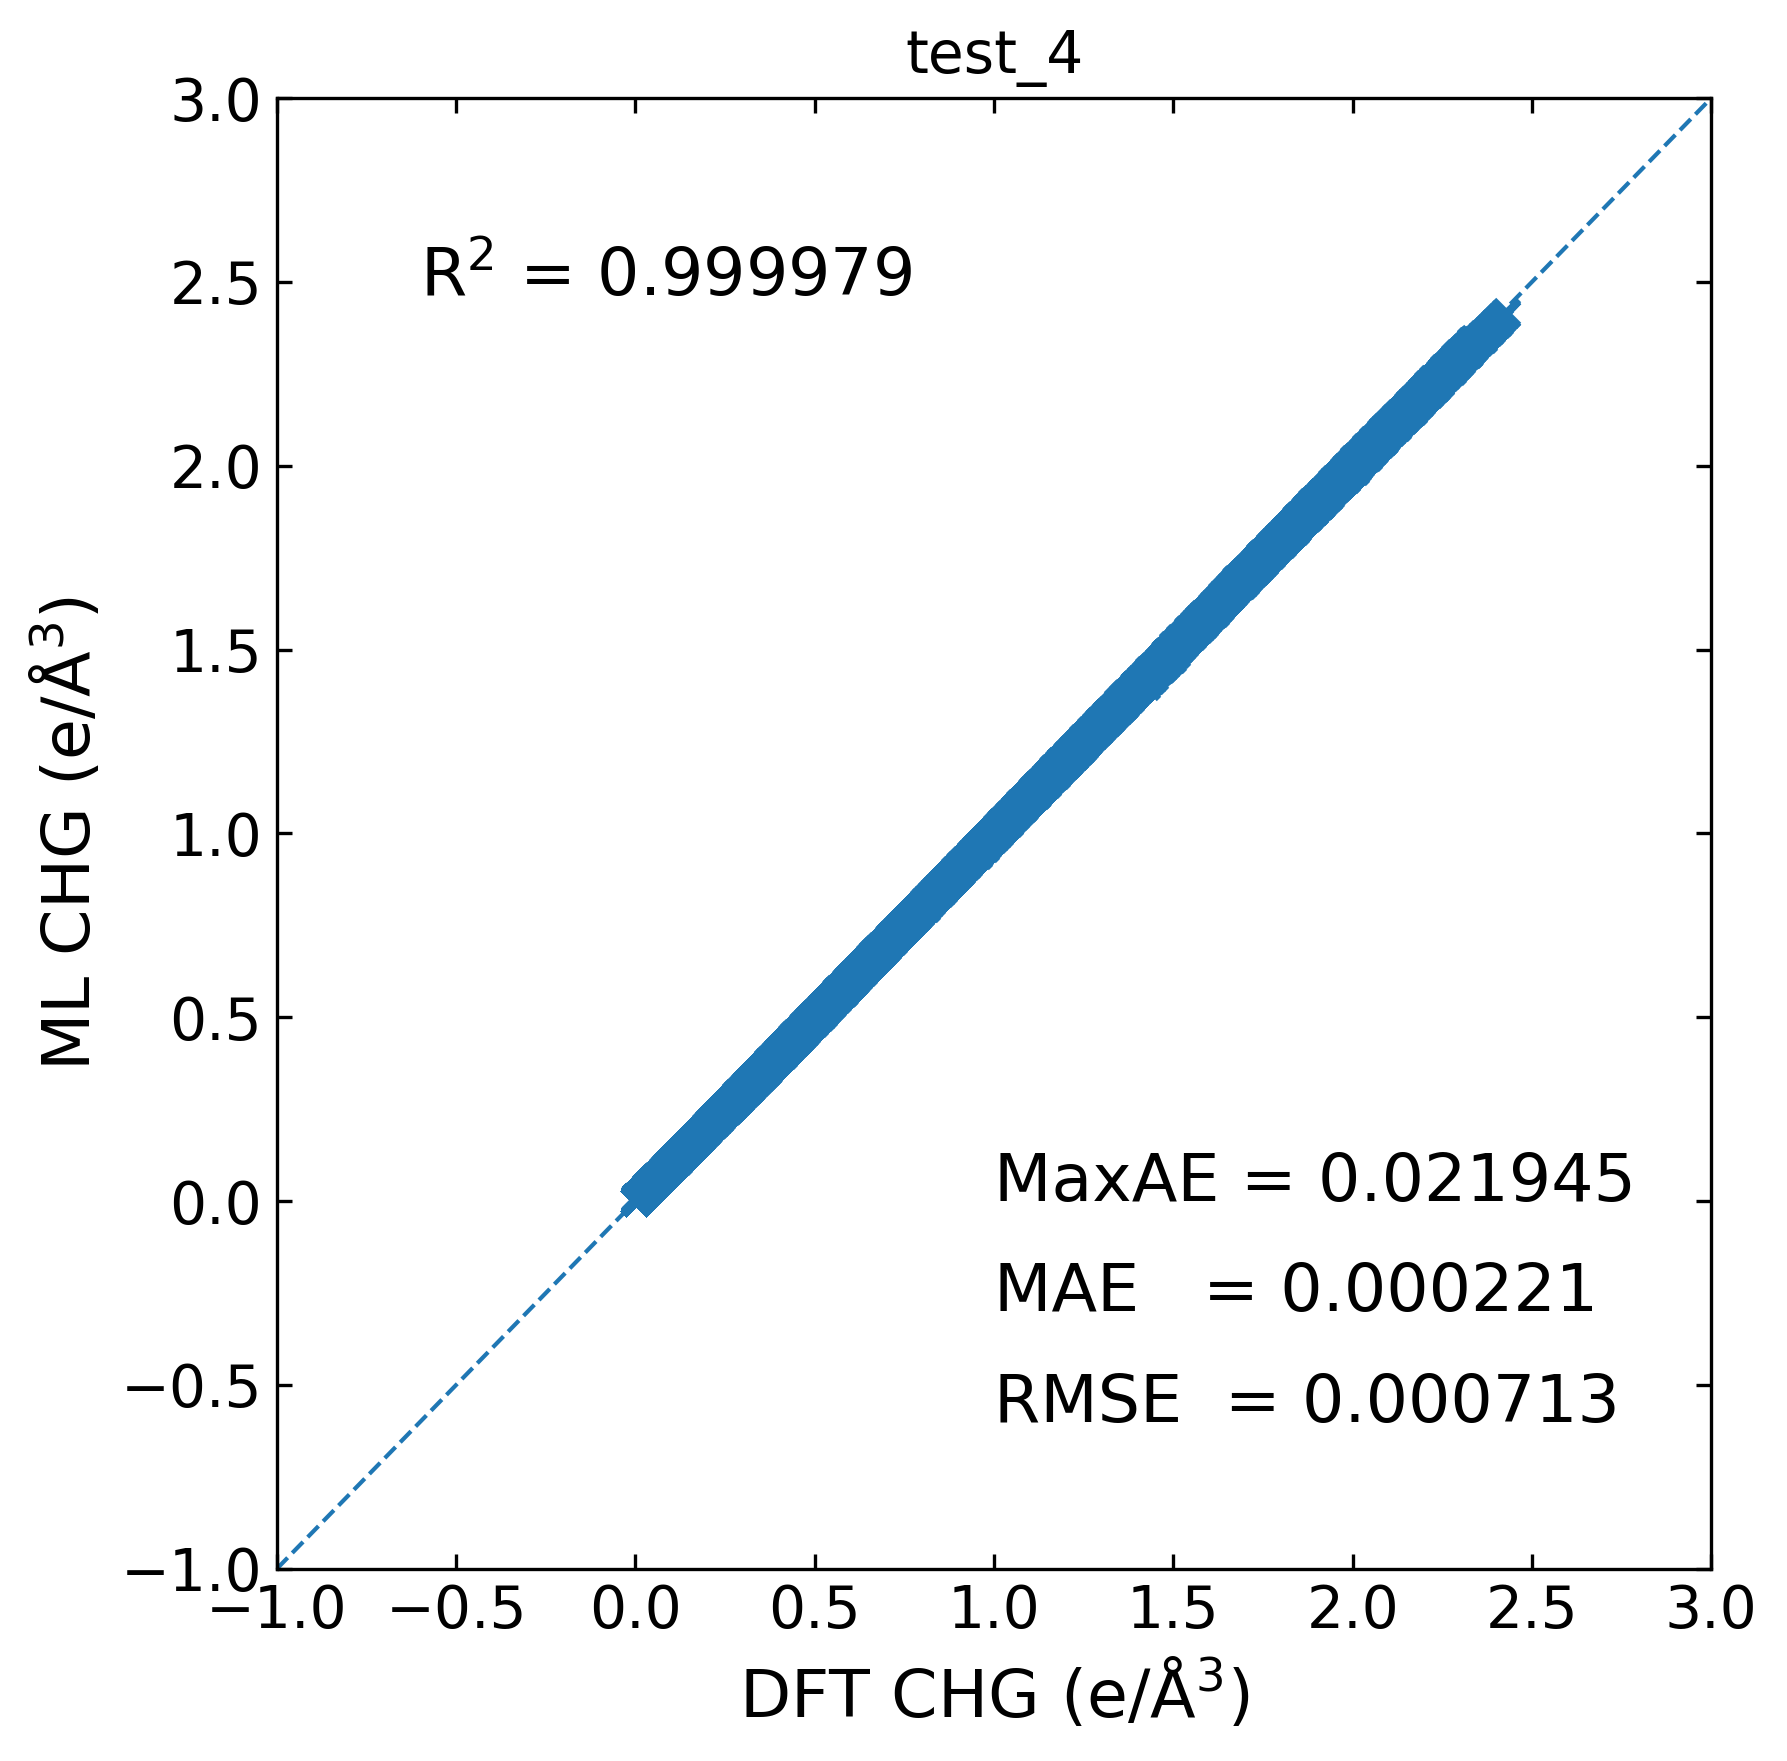 test_4
3.0
2.5
2.0
1.5
1.0
0.5
0.0
−0.5
−1.0
R² = 0.999979
MaxAE = 0.021945
MAE = 0.000221
RMSE = 0.000713
ML CHG (e/Å³)
−1.0 −0.5 0.0 0.5 1.0 1.5 2.0 2.5 3.0
DFT CHG (e/Å³)